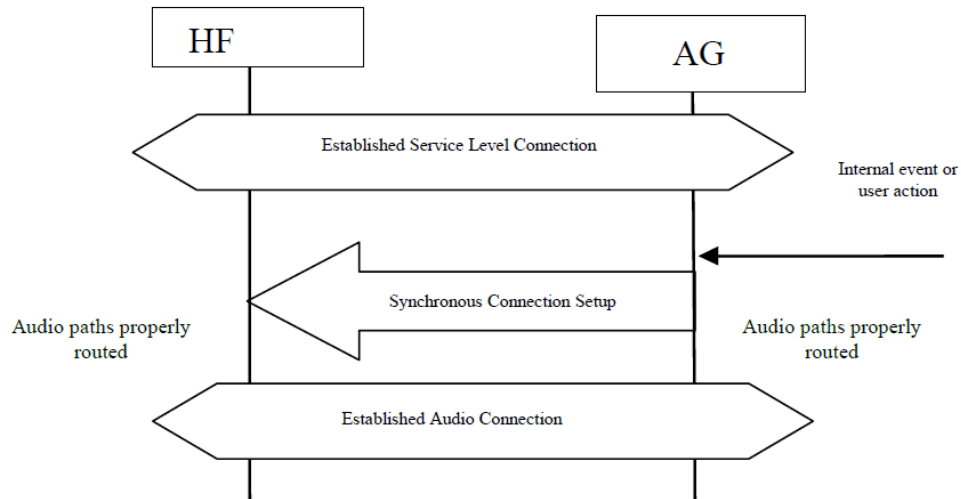 HF
AG
Established Service Level Connection
Internal event or
user action
Synchronous Connection Setup
Audio paths properly
routed
Audio paths properly
routed
Established Audio Connection